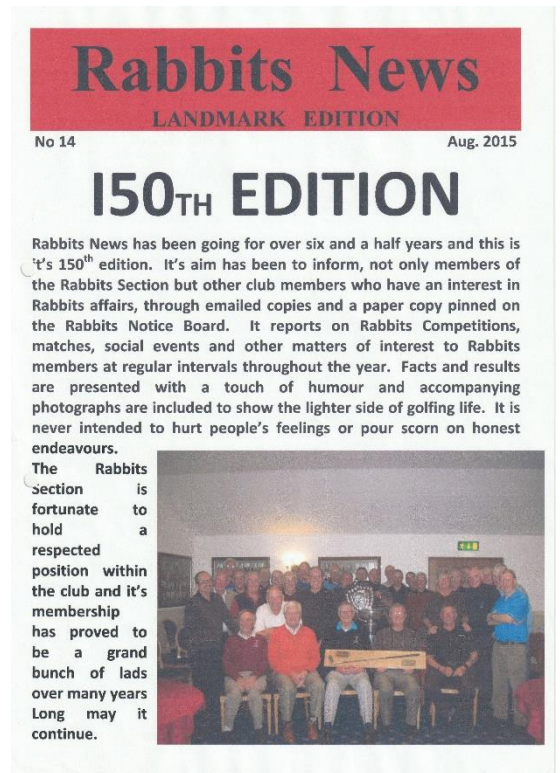 Rabbits News
LANDMARK EDITION
No 14
Aug. 2015
I50TH EDITION
Rabbits News has been going for over six and a half years and this is
't's 150th edition. It's aim has been to inform, not only members of
the Rabbits Section but other club members who have an interest in
Rabbits affairs, through emailed copies and a paper copy pinned on
the Rabbits Notice Board. It reports on Rabbits Competitions,
matches, social events and other matters of interest to Rabbits
members at regular intervals throughout the year. Facts and results
are presented with a touch of humour and accompanying
photographs are included to show the lighter side of golfing life. It is
never intended to hurt people's feelings or pour scorn on honest
endeavours.
The Rabbits
Section is
fortunate to
hold a
respected
position within
the club and it's
membership
has proved to
be a grand
bunch of lads
over many years
Long may it
continue.